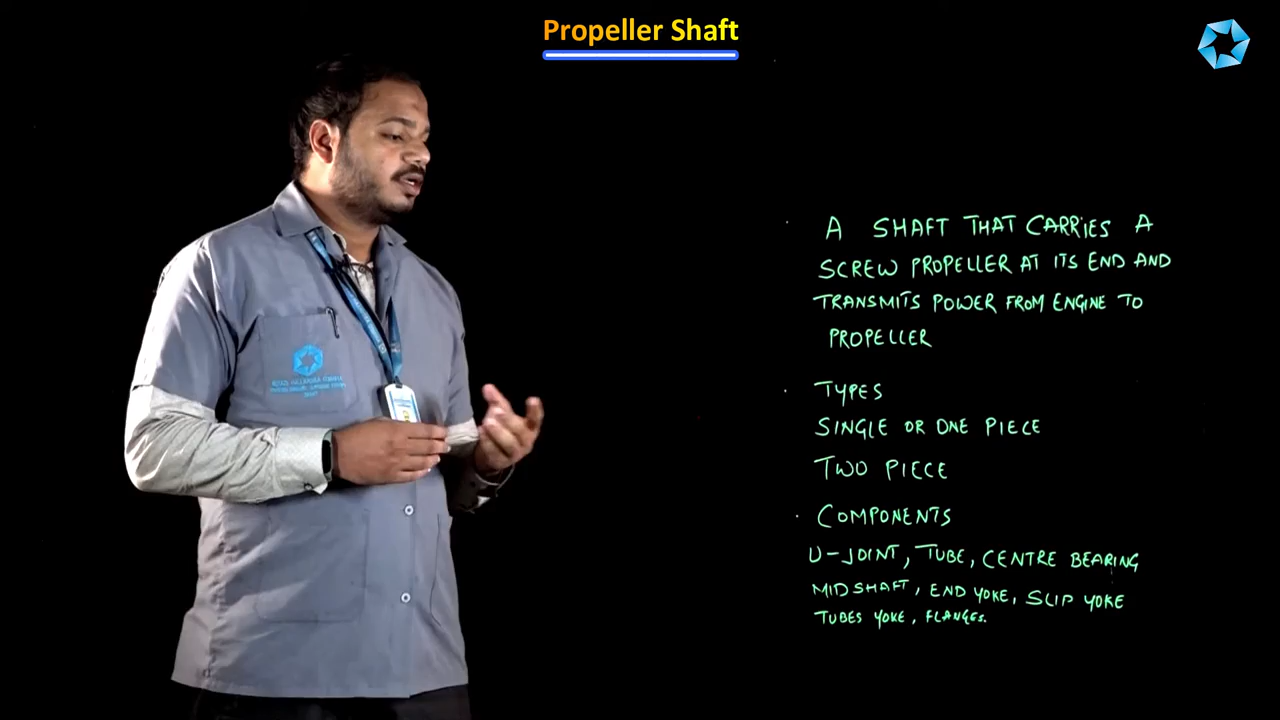 Propeller Shaft
A SHAFT THAT CARRIES A
SCREW PROPELLER AT ITS END AND
TRANSMITS POWER FROM ENGINE TO
PROPELLER
TYPES
SINGLE OR ONE PIECE
TWO PIECE
COMPONENTS
U-JOINT, TUBE, CENTRE BEARING
MIDSHAFT, END YOKE, SLIP YOKE
TUBES YOKE, FLANGES.